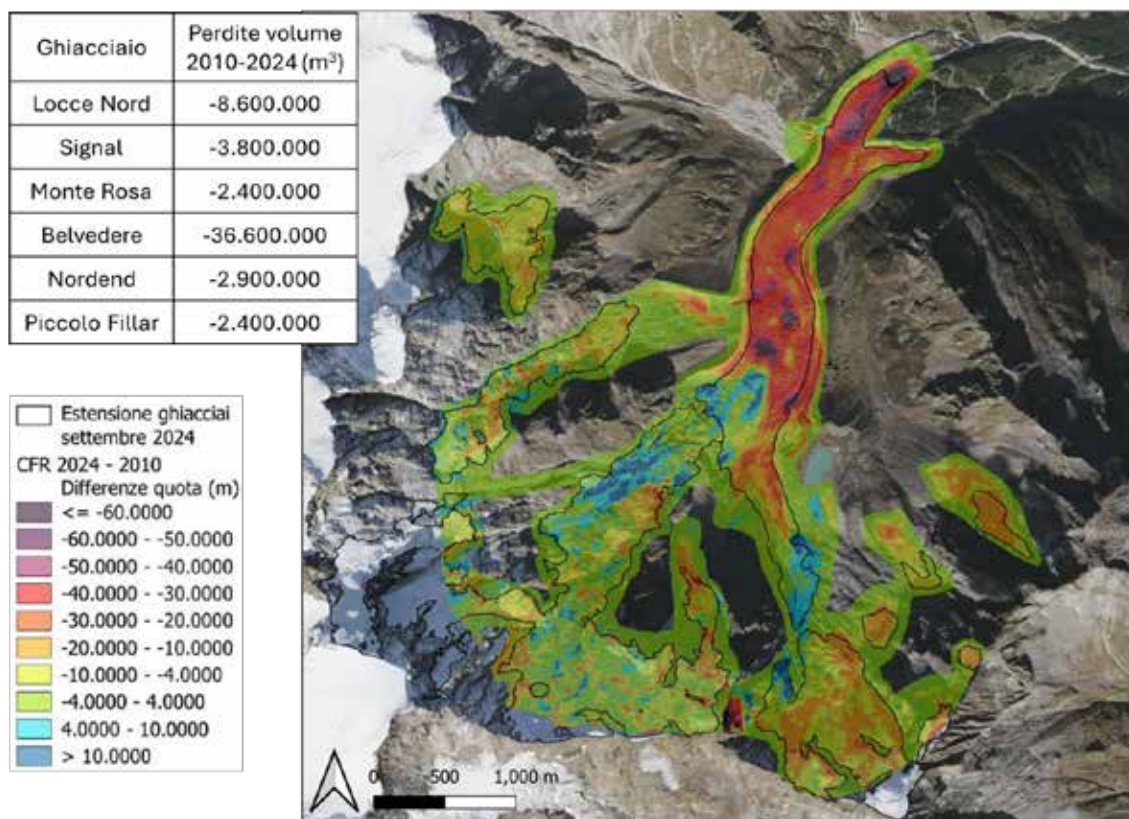 Ghiacciaio Perdite volume
2010-2024 (m³)
Locce Nord -8.600.000
Signal -3.800.000
Monte Rosa -2.400.000
Belvedere -36.600.000
Nordend -2.900.000
Piccolo Fillar -2.400.000
Estensione ghiacciai
settembre 2024
CFR 2024 - 2010
Differenze quota (m)
<= -60.0000
-60.0000 - -50.0000
-50.0000 - -40.0000
-40.0000 - -30.0000
-30.0000 - -20.0000
-20.0000 - -10.0000
-10.0000 - -4.0000
-4.0000 - 4.0000
4.0000 - 10.0000
> 10.0000
0 500 1,000 m